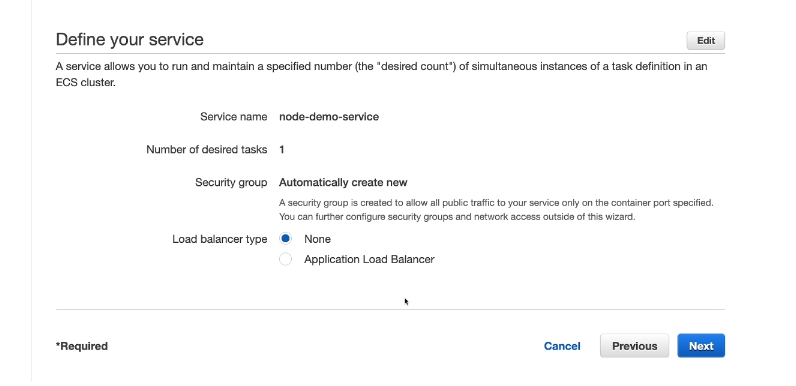 Define your service
Edit
A service allows you to run and maintain a specified number (the "desired count") of simultaneous instances of a task definition in an
ECS cluster.
Service name node-demo-service
Number of desired tasks 1
Security group Automatically create new
A security group is created to allow all public traffic to your service only on the container port specified.
You can further configure security groups and network access outside of this wizard.
Load balancer type None
Application Load Balancer
*Required
Cancel
Previous
Next